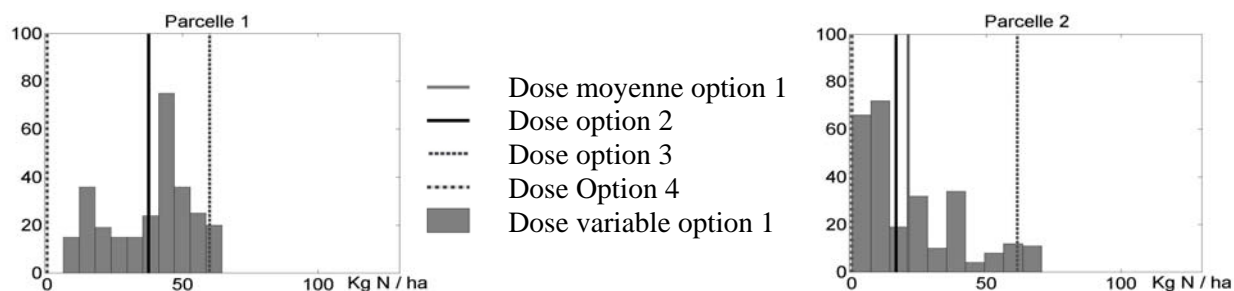 Parcelle 1
100
80
60
40
20
0
0 50 100 Kg N / ha
Dose moyenne option 1
Dose option 2
Dose option 3
Dose Option 4
Dose variable option 1
Parcelle 2
100
80
60
40
20
0
0 50 100 Kg N / ha